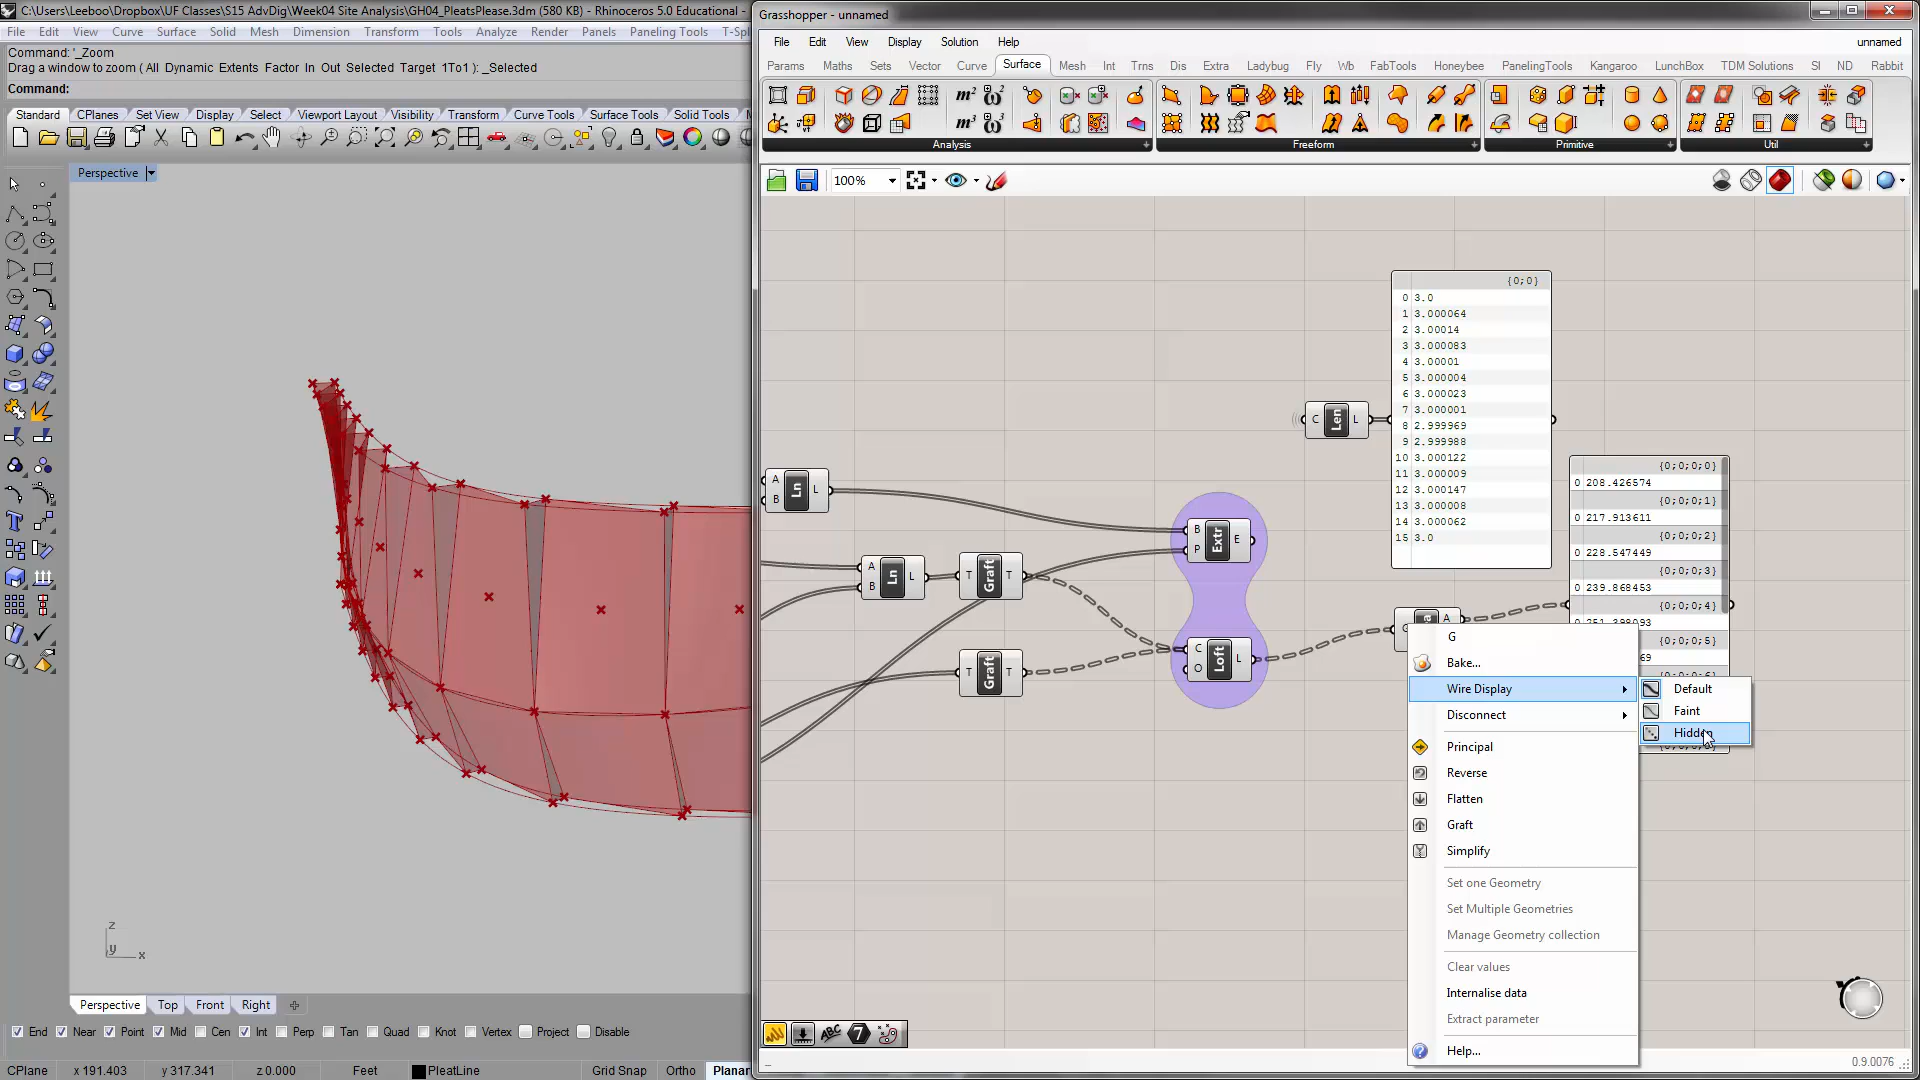 C:\Users\Leeboo\Dropbox\UF Classes\S15 AdvDig\Week04 Site Analysis\GH04_PleatsPlease.3dm (580 KB) - Rhinoceros 5.0 Educational -
File Edit View Curve Surface Solid Mesh Dimension Transform Tools Analyze Render Panels Paneling Tools T-Spl
Command: '_Zoom
Drag a window to zoom ( All Dynamic Extents Factor In Out Selected Target 1To1 ): _Selected
Command:
Standard CPlanes Set View Display Select Viewport Layout Visibility Transform Curve Tools Surface Tools Solid Tools
Perspective
z
y x
Perspective Top Front Right
End Near Point Mid Cen Int Perp Tan Quad Knot Vertex Project Disable
CPlane x 191.403 y 317.341 z 0.000 Feet PleatLine Grid Snap Ortho Planar
Grasshopper - unnamed
File Edit View Display Solution Help unnamed
Params Maths Sets Vector Curve Surface Mesh Int Trns Dis Extra Ladybug Fly Wb FabTools Honeybee PanelingTools Kangaroo LunchBox TDM Solutions SI ND Rabbit
Analysis Freeform Primitive Util
100%
{0;0}
0 3.0
1 3.000064
2 3.00014
3 3.000083
4 3.00001
5 3.000004
6 3.000023
7 3.000001
8 2.999969
9 2.999988
10 3.000122
11 3.000009
12 3.000147
13 3.000008
14 3.000062
15 3.0
C Len L
A B Ln L
B P Extr E
A B Ln L
T Graft T
T Graft T
C O Loft L
A
{0;0;0;0}
0 208.426574
{0;0;0;1}
0 217.913611
{0;0;0;2}
0 228.547449
{0;0;0;3}
0 239.868453
{0;0;0;4}
{0;0;0;5}
G
Bake...
Wire Display
Disconnect
Principal
Reverse
Flatten
Graft
Simplify
Set one Geometry
Set Multiple Geometries
Manage Geometry collection
Clear values
Internalise data
Extract parameter
Help...
Default
Faint
Hidden
0.9.0076